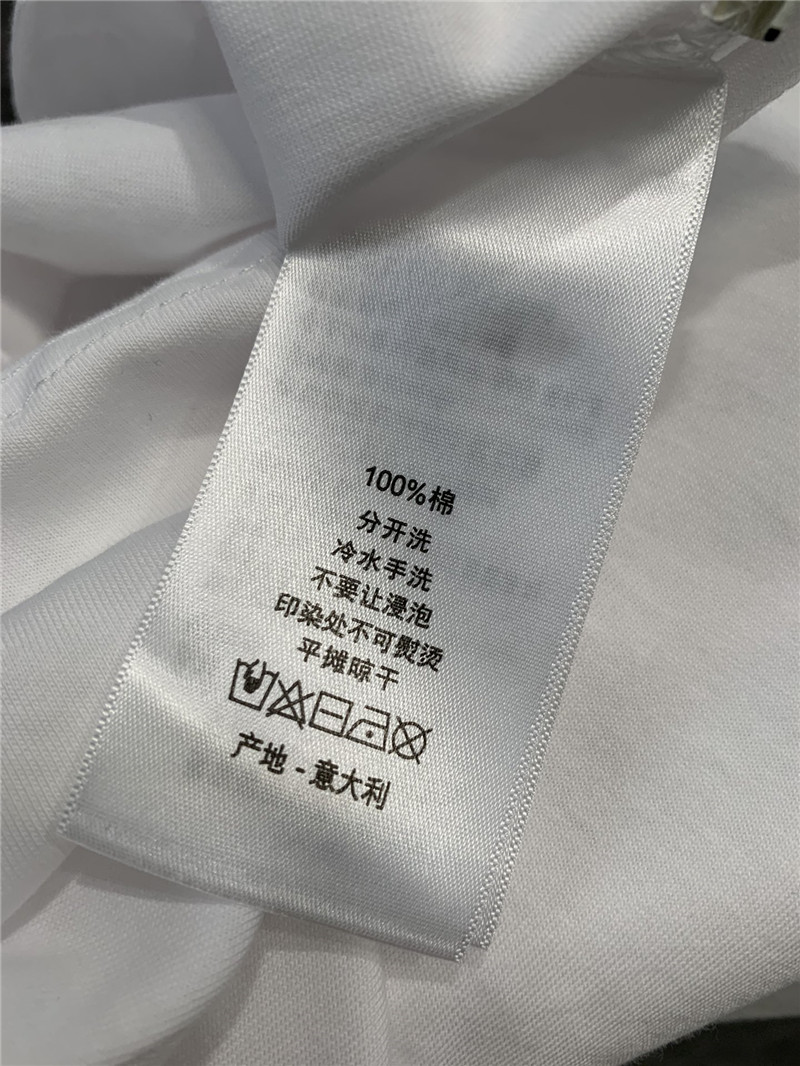 100%棉
分开洗
冷水手洗
不要让浸泡
印染处不可熨烫
平摊晾干
产地 - 意大利